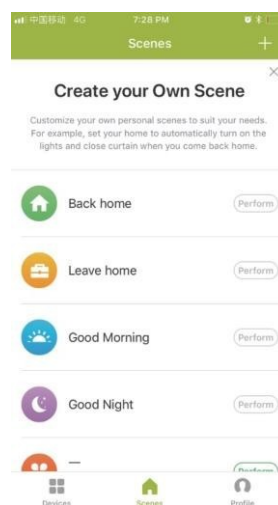 中国移动 4G 7:28 PM
Scenes +
Create your Own Scene
Customize your own personal scenes to suit your needs.
For example, set your home to automatically turn on the
lights and close curtain when you come back home.
Back home Perform
Leave home Perform
Good Morning Perform
Good Night Perform
Perform
Devices Scenes Profile